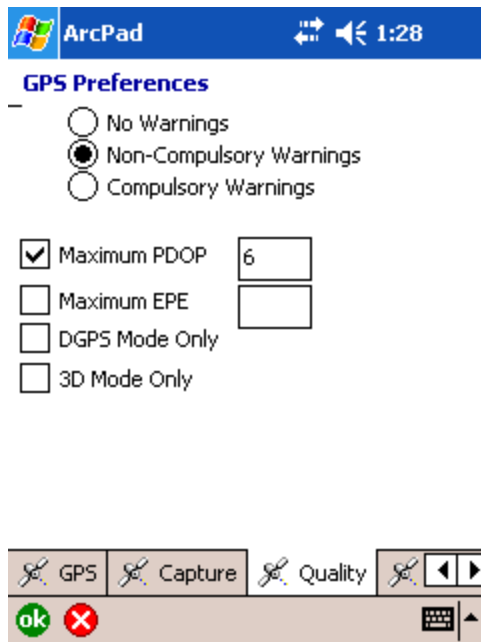 ArcPad 1:28
GPS Preferences
No Warnings
Non-Compulsory Warnings
Compulsory Warnings
Maximum PDOP 6
Maximum EPE
DGPS Mode Only
3D Mode Only
GPS Capture Quality
ok